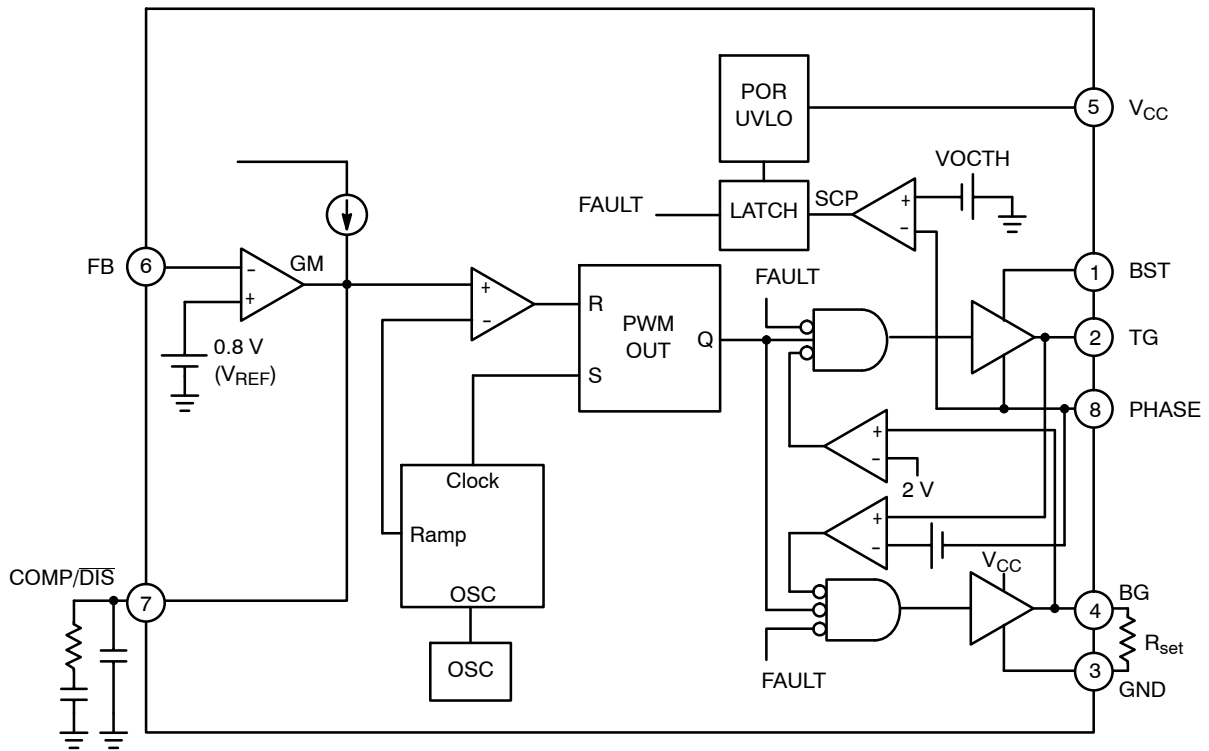 POR
UVLO
5
VCC
VOCTH
FAULT
LATCH
SCP
+
−
FB
6
GM
−
+
0.8 V
(VREF)
+
−
R
PWM
OUT
S
Q
FAULT
1
BST
2
TG
8
PHASE
+
−
2 V
Clock
Ramp
OSC
OSC
+
−
VCC
COMP/DIS
7
BG
4
Rset
3
GND
FAULT